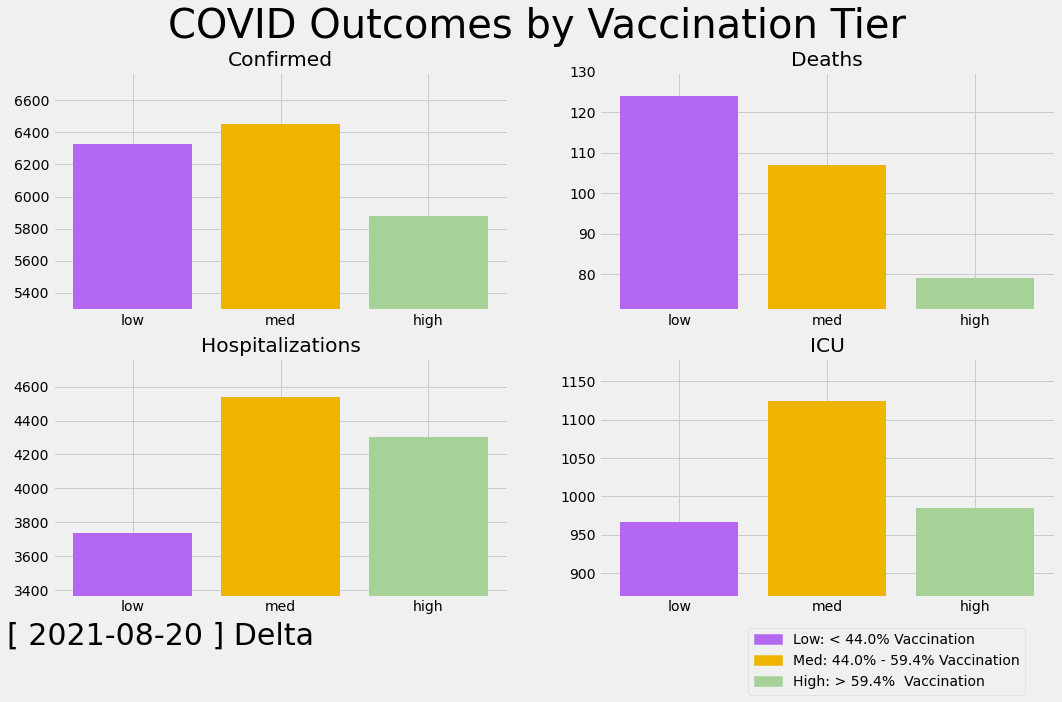 COVID Outcomes by Vaccination Tier
Confirmed
6600
6400
6200
6000
5800
5600
5400
low med high
Deaths
130
120
110
100
90
80
low med high
Hospitalizations
4600
4400
4200
4000
3800
3600
3400
low med high
ICU
1150
1100
1050
1000
950
900
low med high
[ 2021-08-20 ] Delta
Low: < 44.0% Vaccination
Med: 44.0% - 59.4% Vaccination
High: > 59.4%  Vaccination